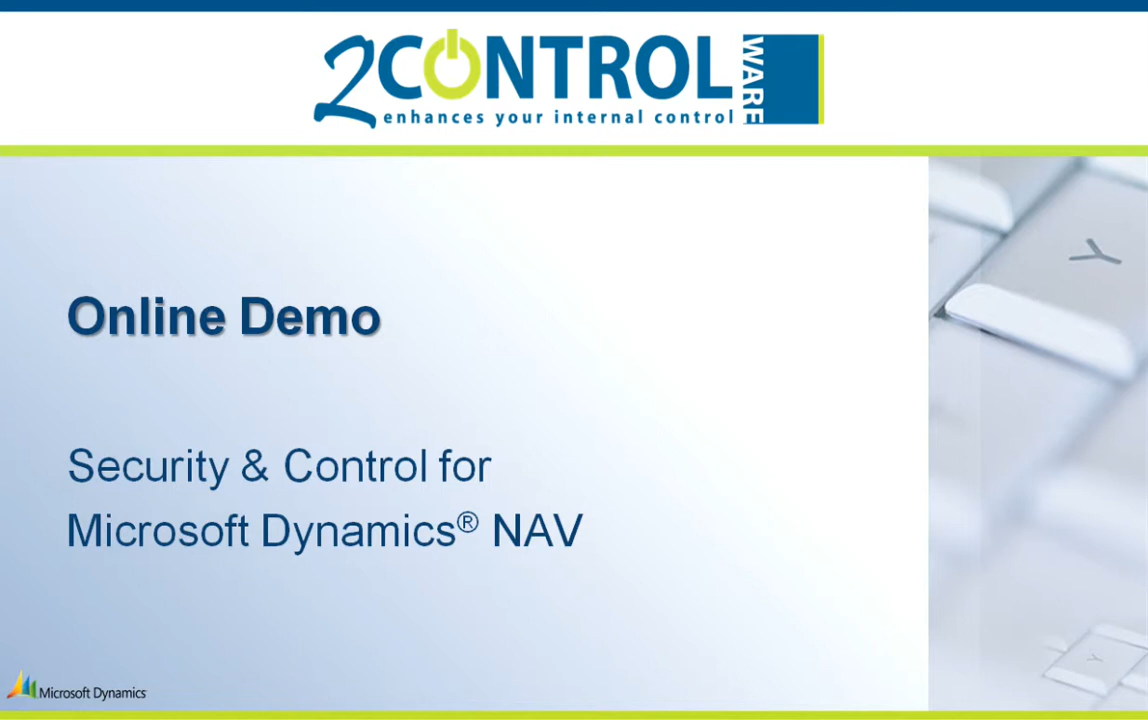 2CONTROL WARE
enhances your internal control
Y
Online Demo
Security & Control for
Microsoft Dynamics® NAV
Y
Microsoft Dynamics